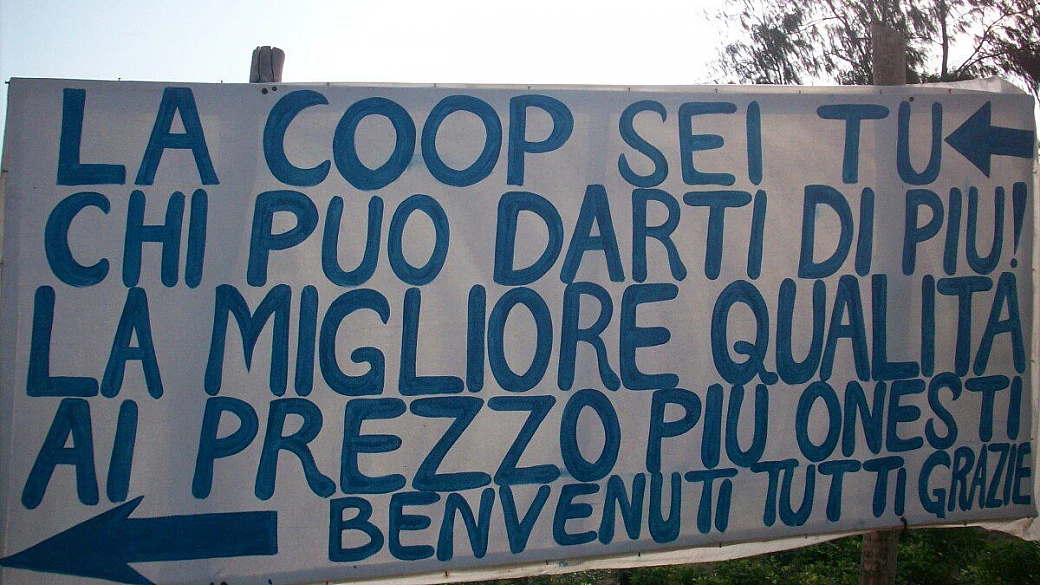 LA COOP SEI TU
CHI PUO DARTI DI PIU!
LA MIGLIORE QUALITA
AI PREZZO PIU ONESTI
BENVENUTI TUTTI GRAZIE